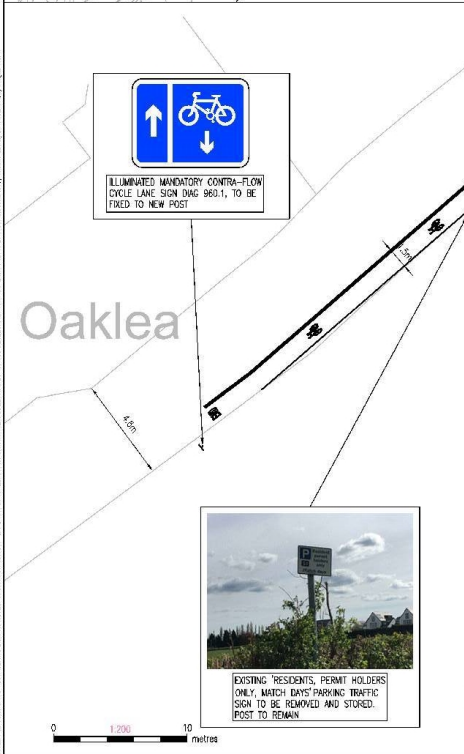 ILLUMINATED MANDATORY CONTRA-FLOW
CYCLE LANE SIGN DIAG 960.1, TO BE
FIXED TO NEW POST
Oaklea
1.5m
4.8m
EXISTING 'RESIDENTS, PERMIT HOLDERS
ONLY, MATCH DAYS' PARKING TRAFFIC
SIGN TO BE REMOVED AND STORED.
POST TO REMAIN
0 1:200 10
metres